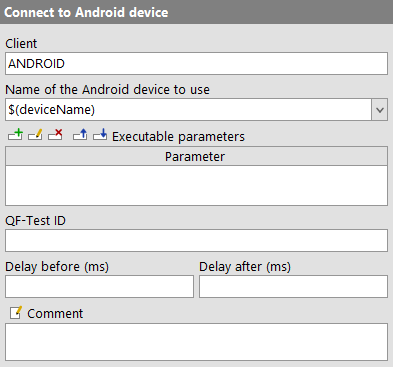 Connect to Android device
Client
ANDROID
Name of the Android device to use
$(deviceName)
Executable parameters
Parameter
QF-Test ID
Delay before (ms) Delay after (ms)
Comment